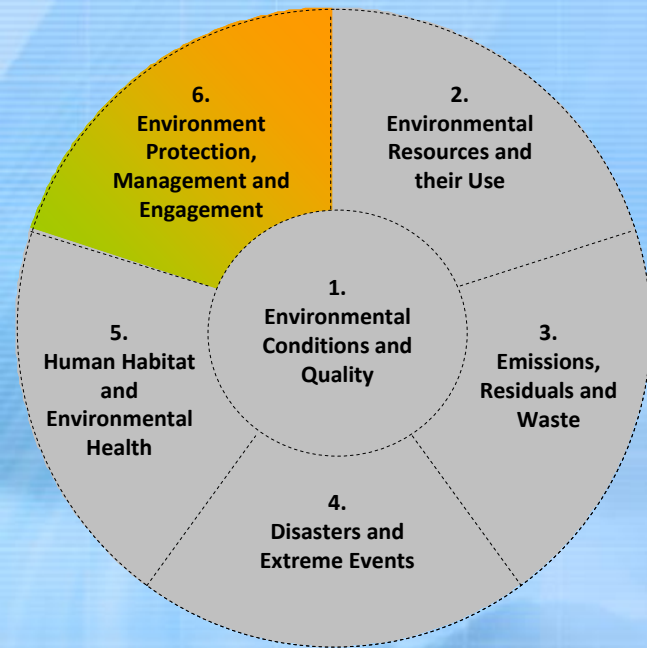 1.
Environmental
Conditions and
Quality
2.
Environmental
Resources and
their Use
3.
Emissions,
Residuals and
Waste
4.
Disasters and
Extreme Events
5.
Human Habitat
and
Environmental
Health
6.
Environment
Protection,
Management and
Engagement